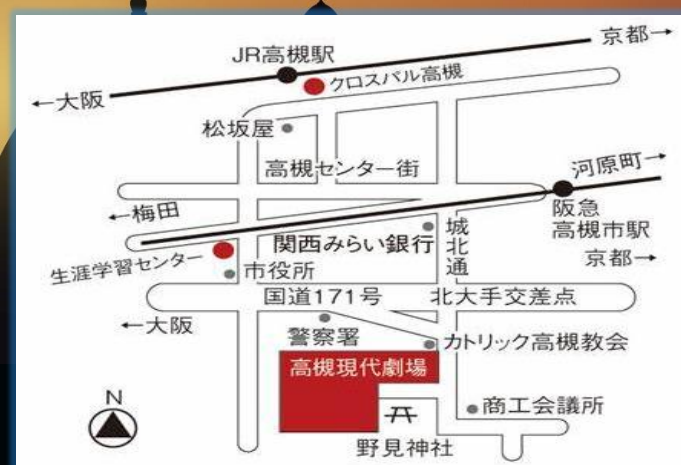 京都→
JR高槻駅
クロスパル高槻
←大阪
松坂屋
高槻センター街
河原町→
←梅田
阪急
高槻市駅
関西みらい銀行
城北通
生涯学習センター
市役所
京都→
国道171号
北大手交差点
←大阪
警察署
カトリック高槻教会
高槻現代劇場
N
商工会議所
野見神社